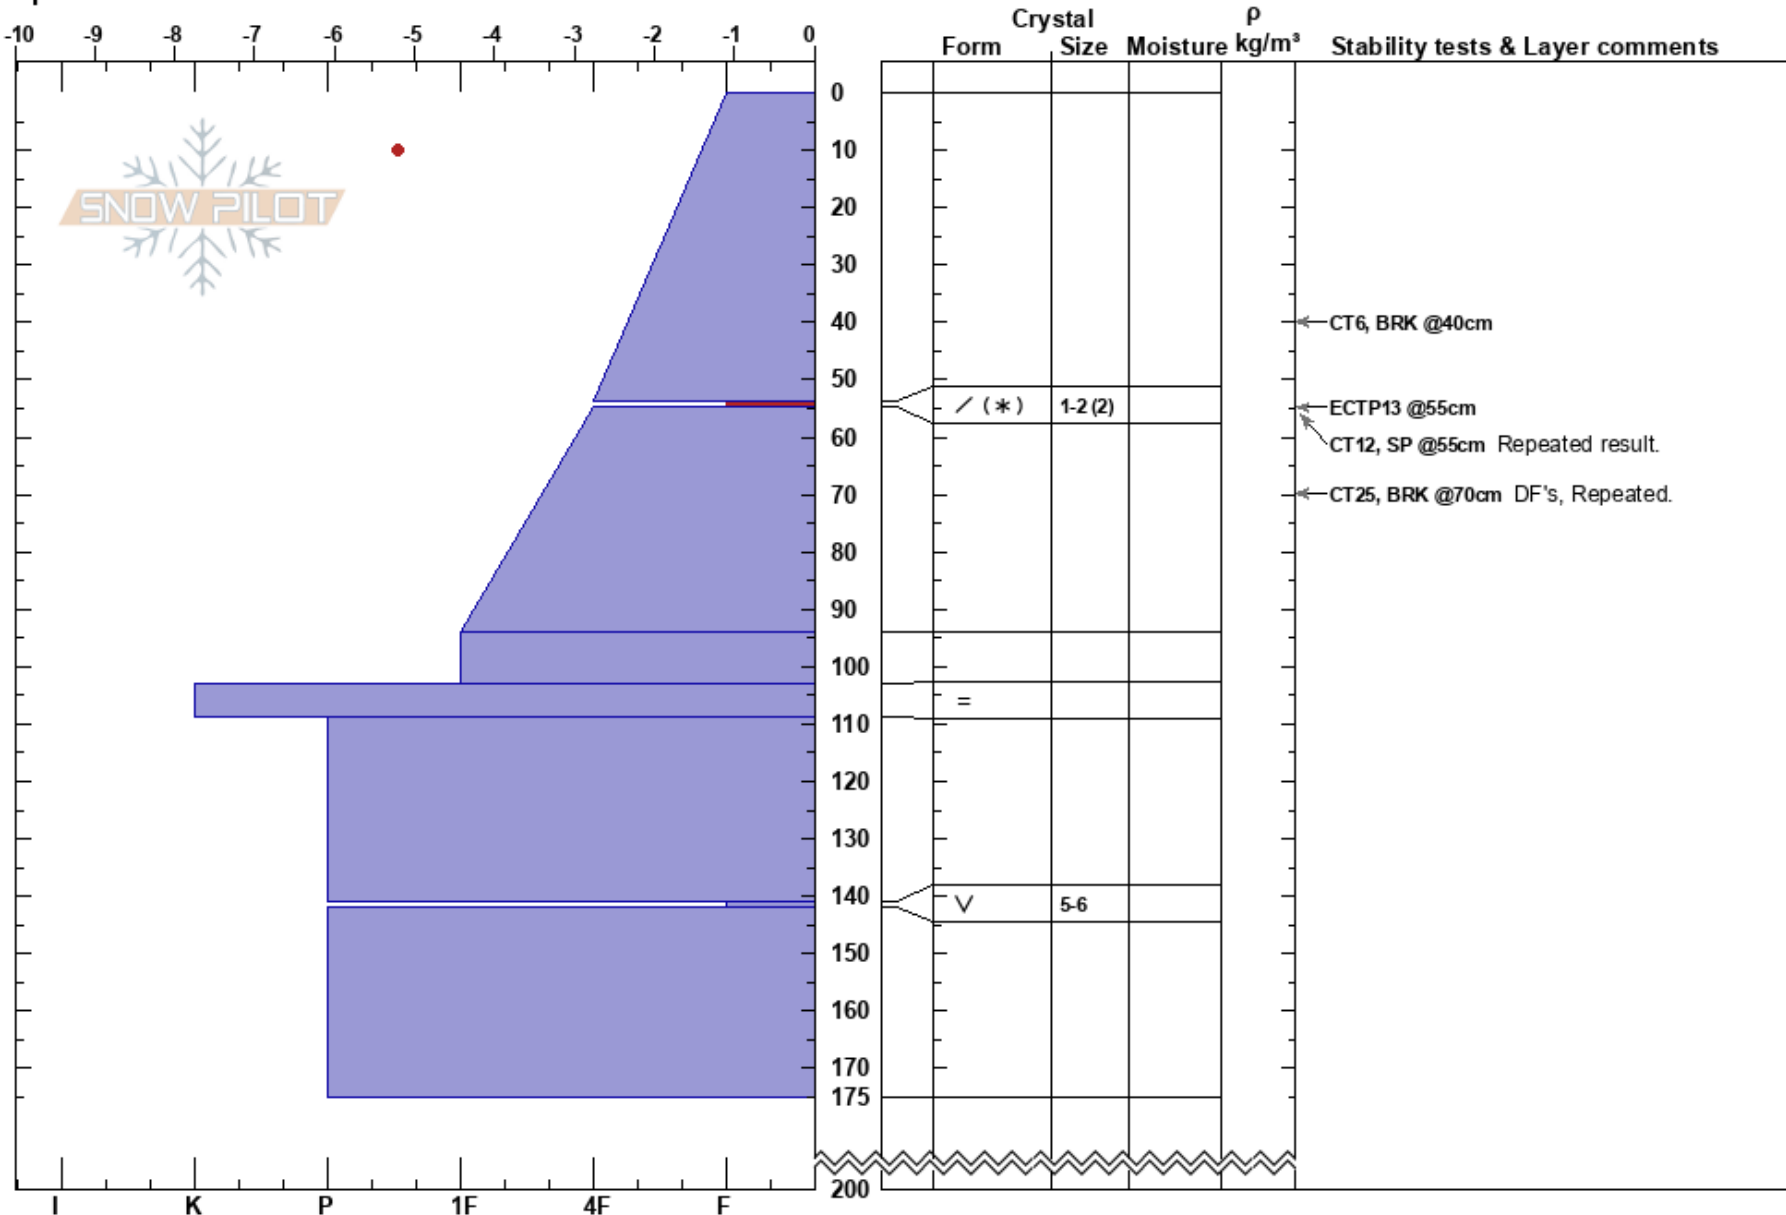 -10 -9 -8 -7 -6 -5 -4 -3 -2 -1 0
Crystal
Form Size Moisture
ρ
kg/m³
Stability tests & Layer comments
SNOW PILOT
0
10
20
30
40
50
60
70
80
90
100
110
120
130
140
150
160
170
175
200
CT6, BRK @40cm
/ (*) 1-2 (2)
ECTP13 @55cm
CT12, SP @55cm Repeated result.
CT25, BRK @70cm DF's, Repeated.
=
V 5-6
I K P 1F 4F F